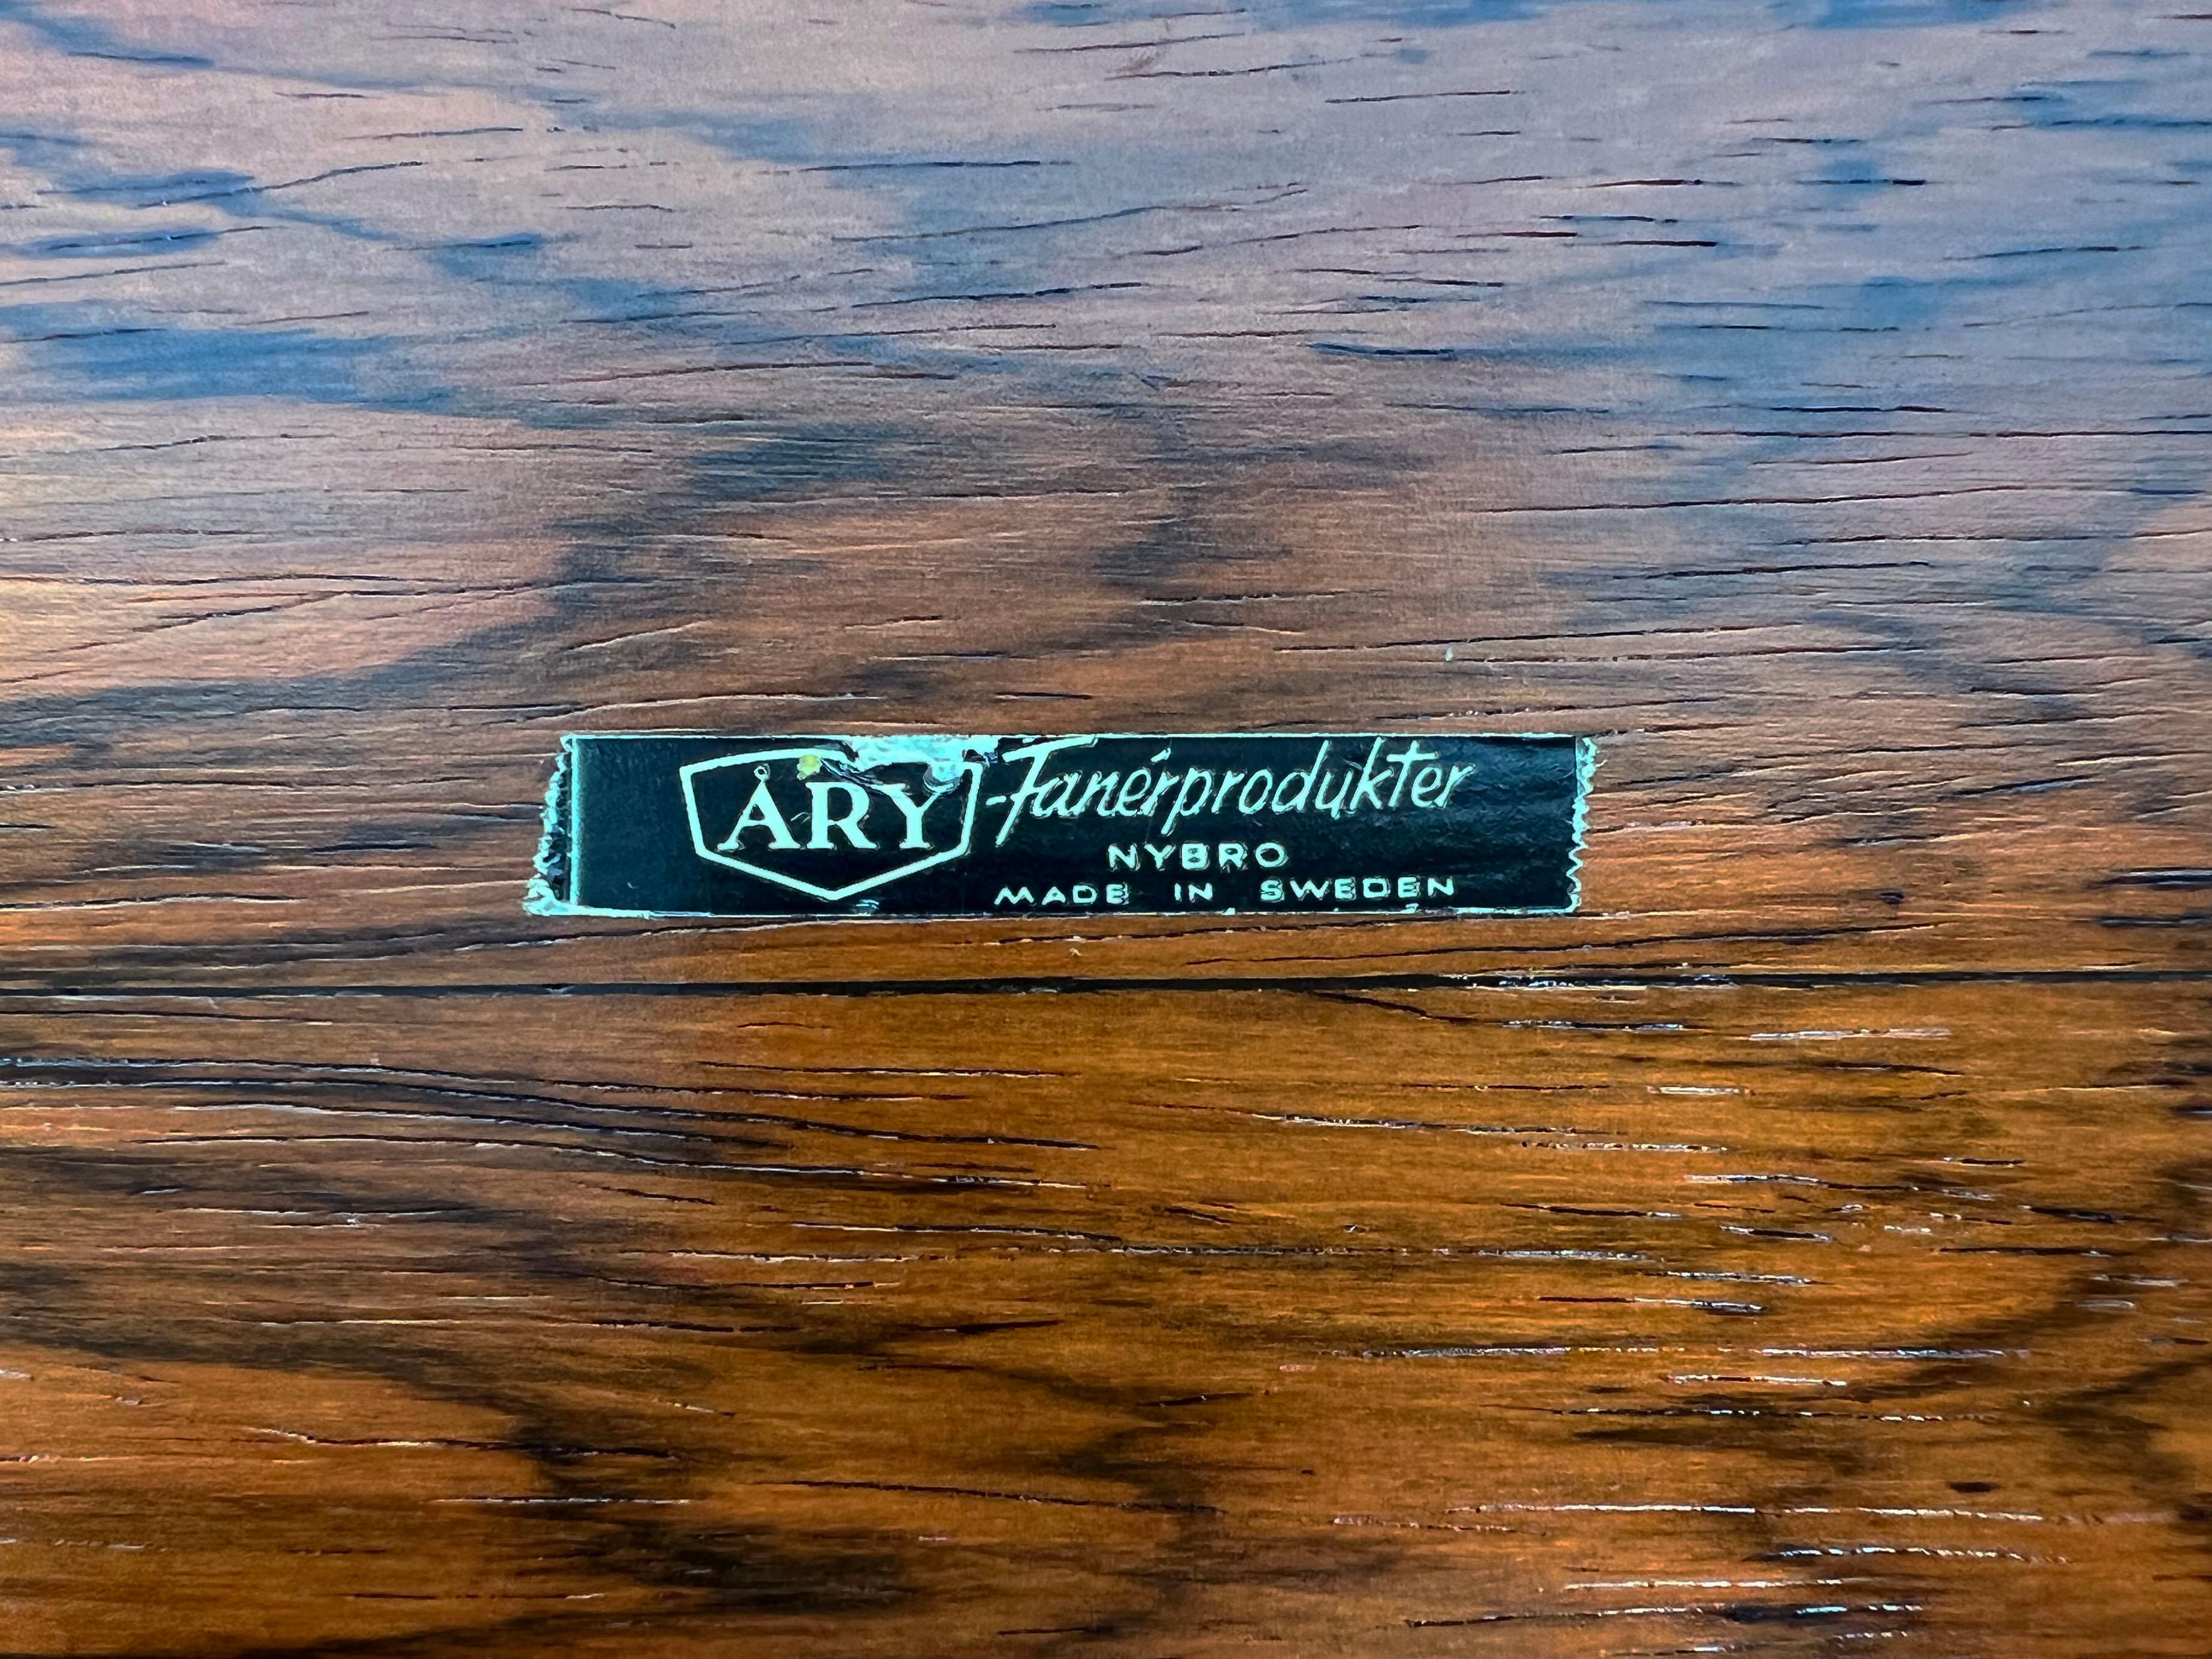 ÅRY -Fanérprodukter
NYBRO
MADE IN SWEDEN